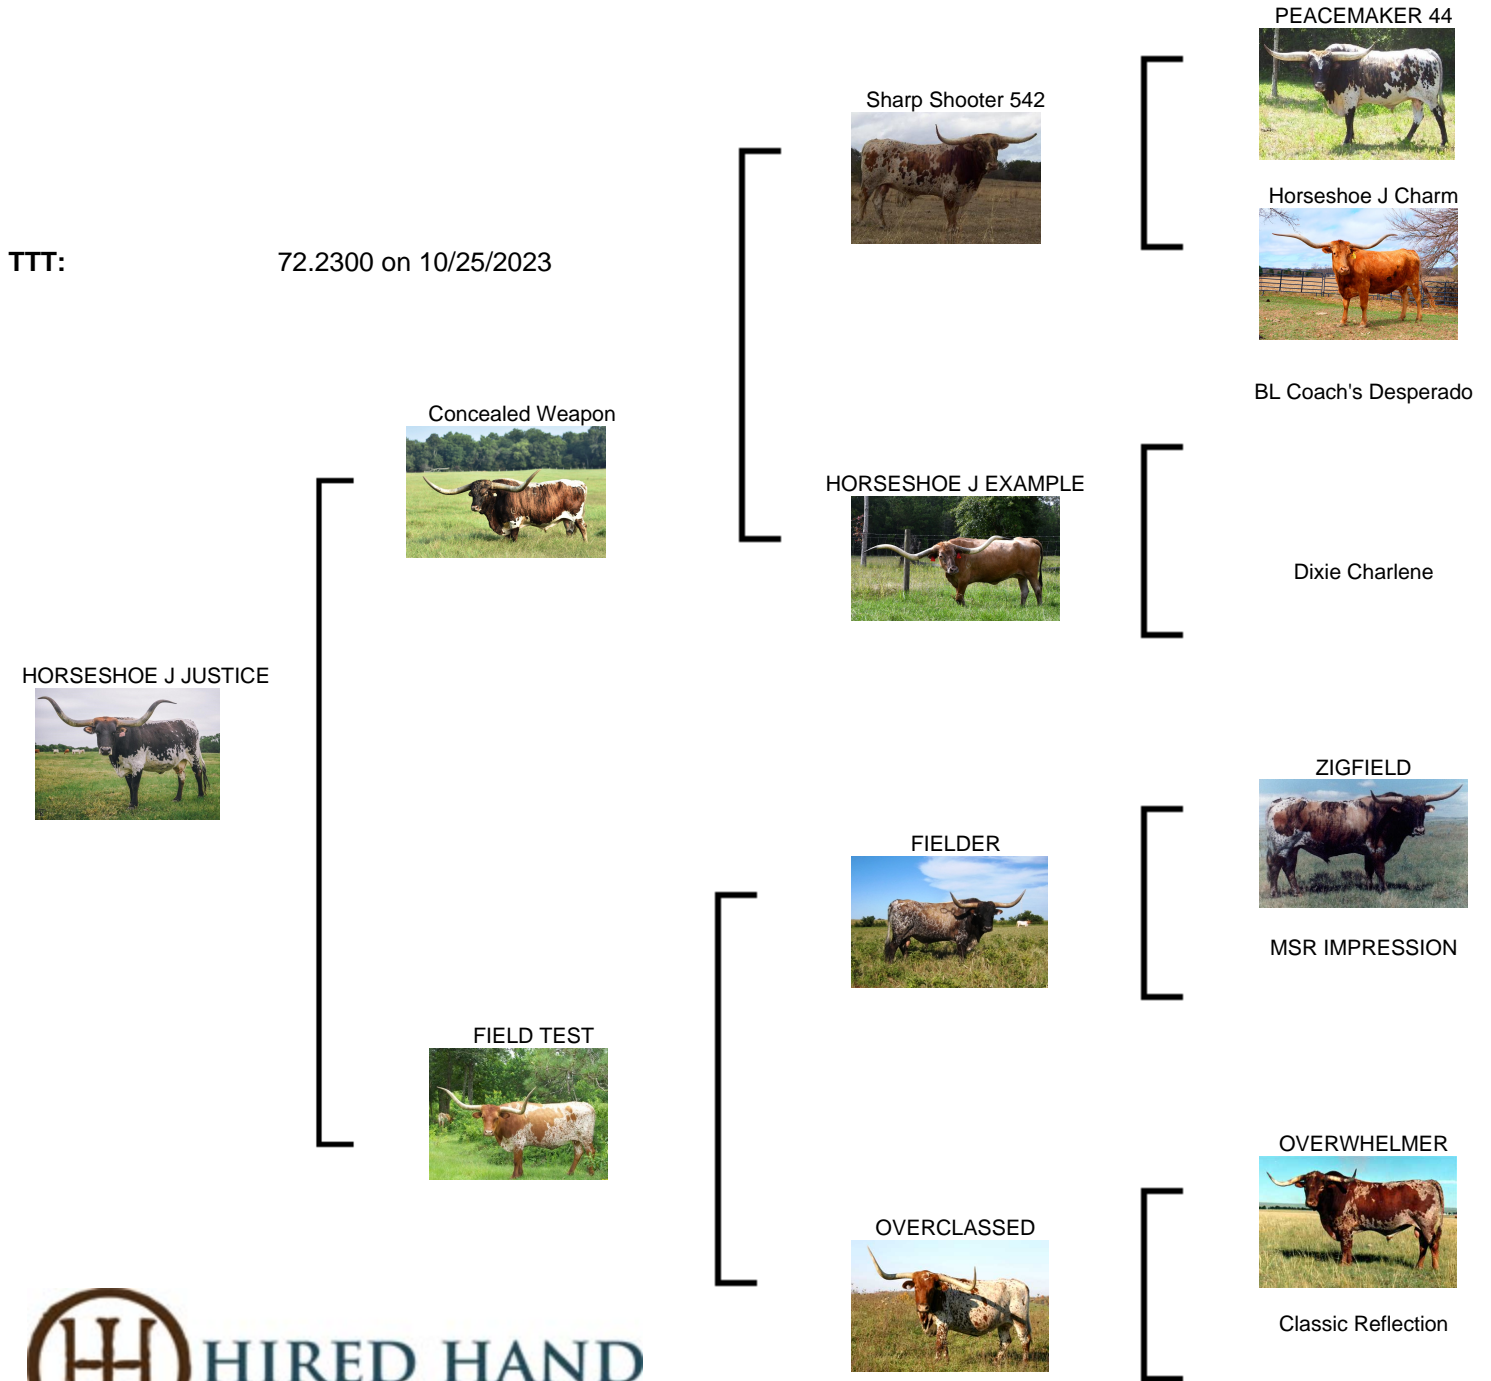 PEACEMAKER 44
Sharp Shooter 542
Horseshoe J Charm
TTT: 72.2300 on 10/25/2023
BL Coach's Desperado
Concealed Weapon
HORSESHOE J EXAMPLE
Dixie Charlene
HORSESHOE J JUSTICE
ZIGFIELD
FIELDER
MSR IMPRESSION
FIELD TEST
OVERWHELMER
OVERCLASSED
Classic Reflection
HH HIRED HAND